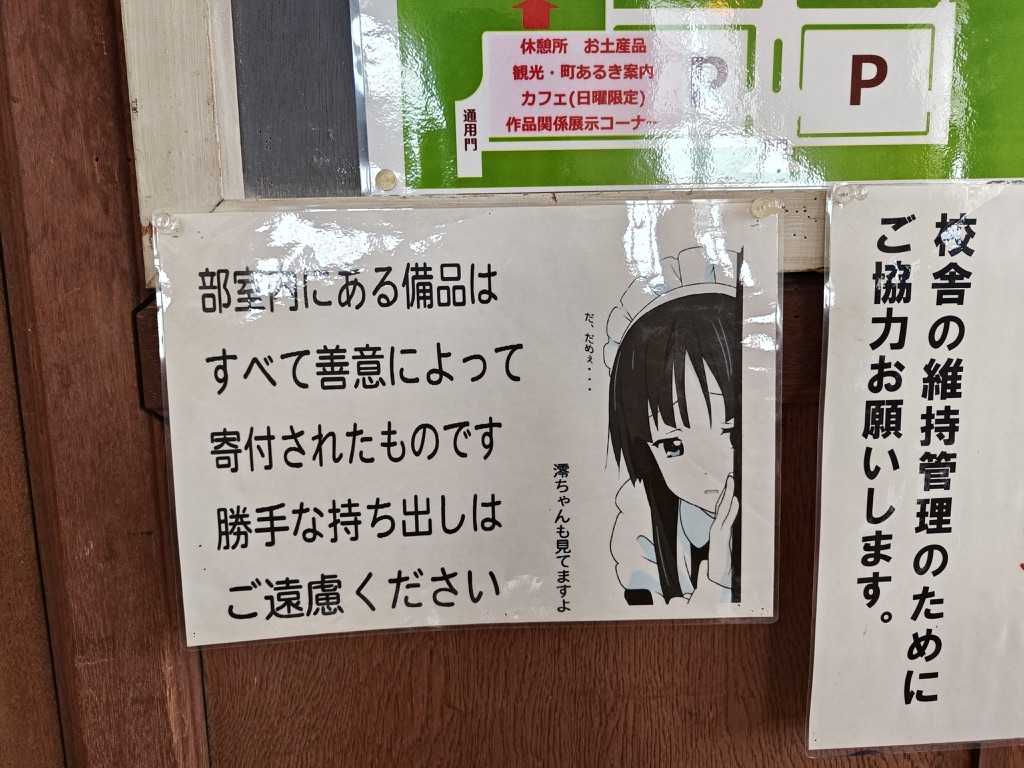 休憩所　お土産品
観光・町あるき案内
カフェ(日曜限定)
作品関係展示コーナー
P
P
通用門
部室内にある備品は
すべて善意によって
寄付されたものです
勝手な持ち出しは
ご遠慮ください
だ、だめぇ・・・
澪ちゃんも見てますよ
校舎の維持管理のために
ご協力お願いします。